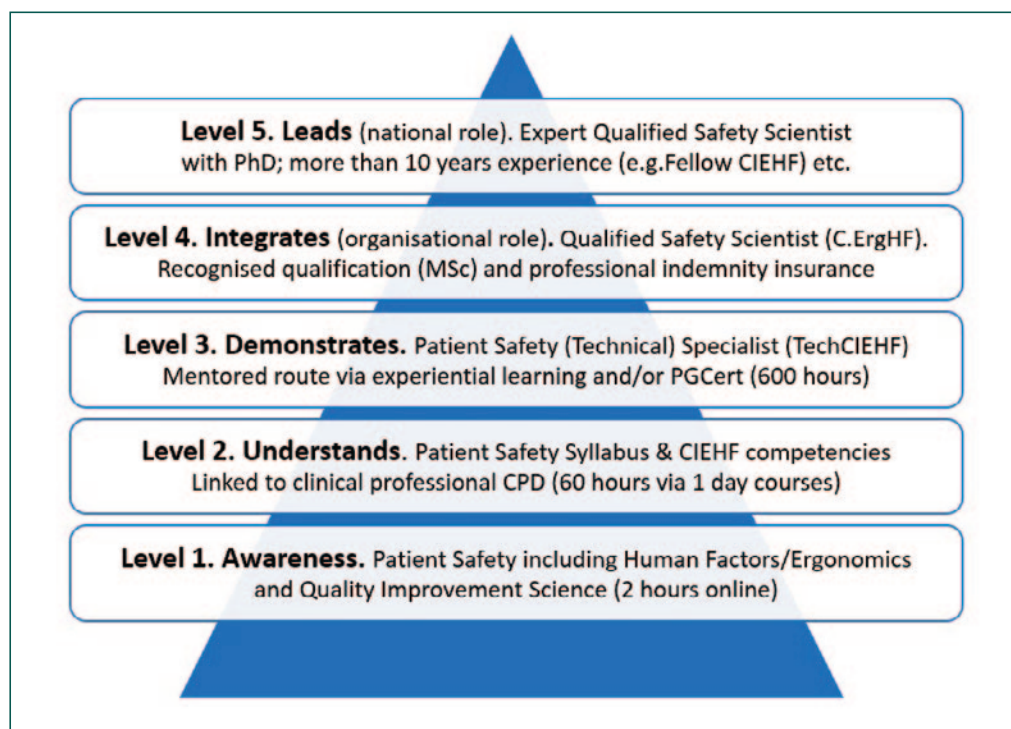 Level 5. Leads (national role). Expert Qualified Safety Scientist
with PhD; more than 10 years experience (e.g.Fellow CIEHF) etc.
Level 4. Integrates (organisational role). Qualified Safety Scientist (C.ErgHF).
Recognised qualification (MSc) and professional indemnity insurance
Level 3. Demonstrates. Patient Safety (Technical) Specialist (TechCIEHF)
Mentored route via experiential learning and/or PGCert (600 hours)
Level 2. Understands. Patient Safety Syllabus & CIEHF competencies
Linked to clinical professional CPD (60 hours via 1 day courses)
Level 1. Awareness. Patient Safety including Human Factors/Ergonomics
and Quality Improvement Science (2 hours online)